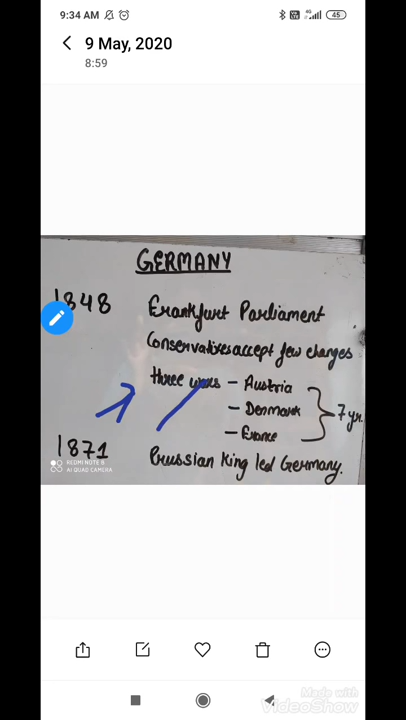 9:34 AM
45
9 May, 2020
8:59
GERMANY
1848
Frankfurt Parliament
Conservatives accept few changes
three wars – Austria
– Denmark
– France
7 yr.
1871
Prussian King led Germany.
REDMI NOTE 8
AI QUAD CAMERA
Made with
VideoShow